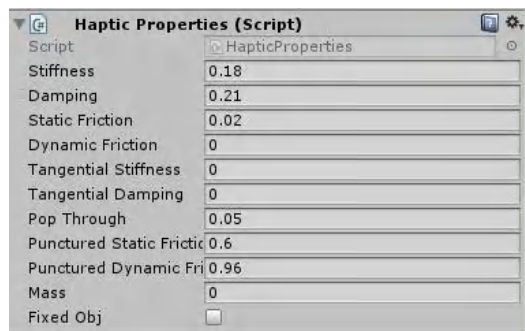 Haptic Properties (Script)
Script HapticProperties
Stiffness 0.18
Damping 0.21
Static Friction 0.02
Dynamic Friction 0
Tangential Stiffness 0
Tangential Damping 0
Pop Through 0.05
Punctured Static Frictic 0.6
Punctured Dynamic Fri 0.96
Mass 0
Fixed Obj